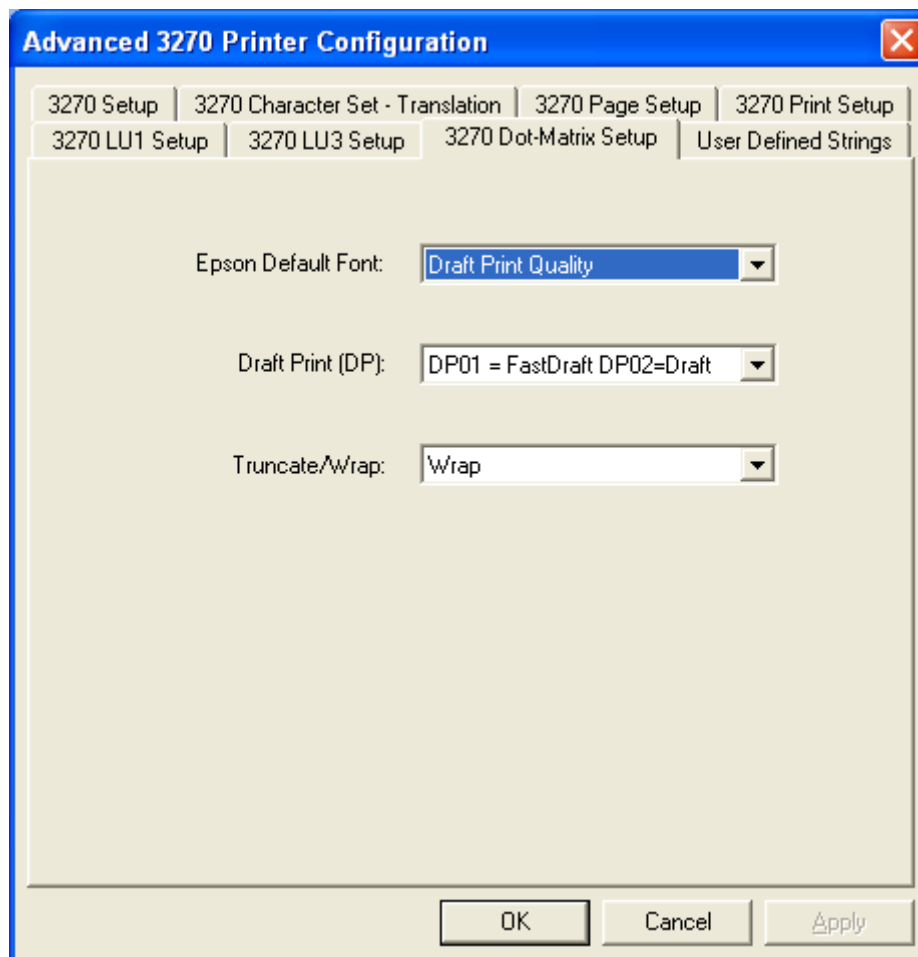 Advanced 3270 Printer Configuration
3270 Setup 3270 Character Set - Translation 3270 Page Setup 3270 Print Setup
3270 LU1 Setup 3270 LU3 Setup 3270 Dot-Matrix Setup User Defined Strings
Epson Default Font: Draft Print Quality
Draft Print (DP): DP01 = FastDraft DP02=Draft
Truncate/Wrap: Wrap
OK Cancel Apply